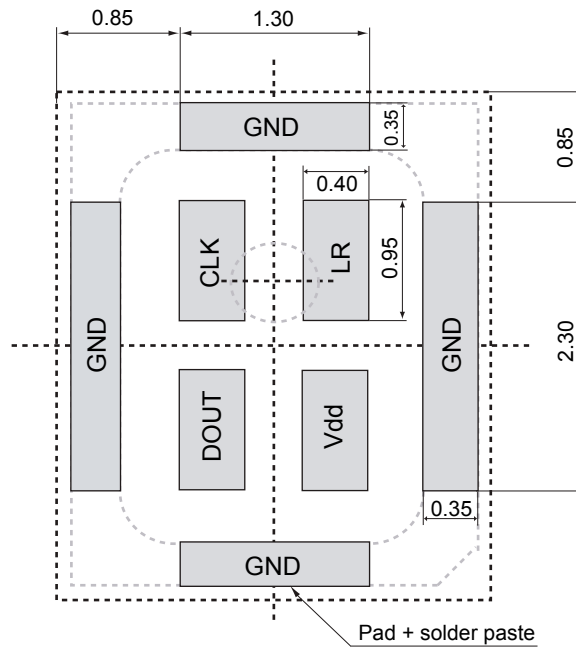 0.85
1.30
GND
0.35
0.85
0.40
CLK
LR
0.95
GND
GND
2.30
DOUT
Vdd
0.35
GND
Pad + solder paste